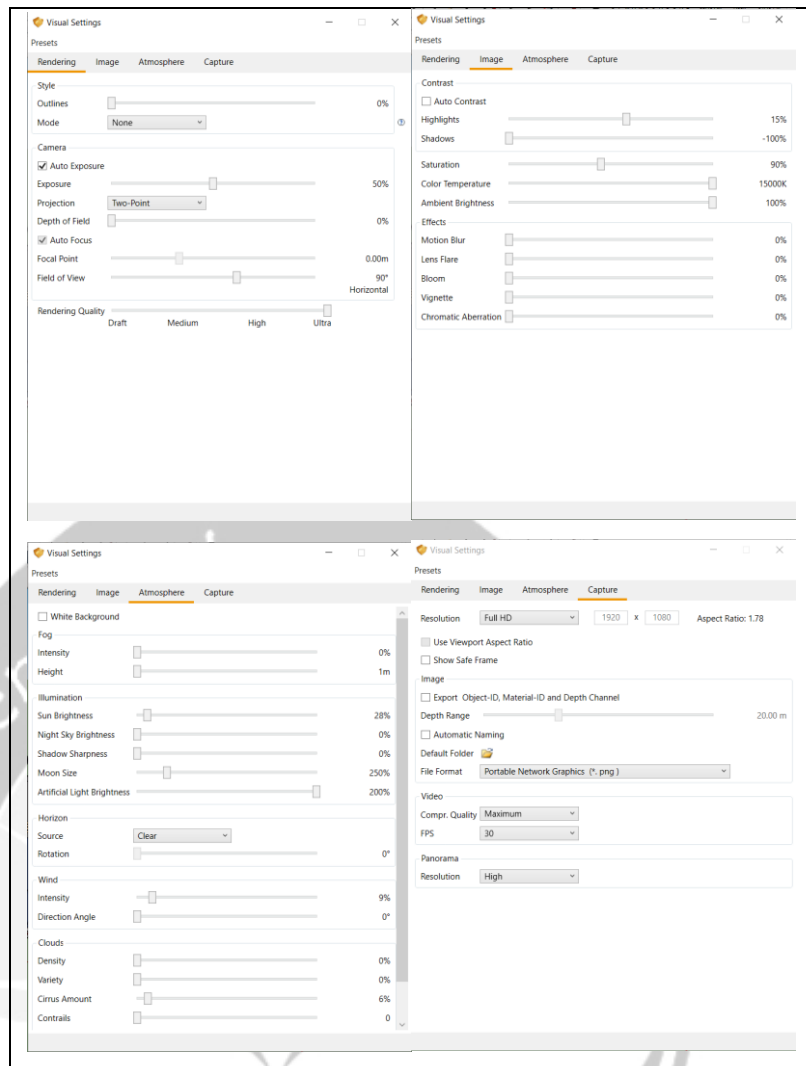 Visual Settings
Presets
Rendering Image Atmosphere Capture
Style
Outlines 0%
Mode None
Camera
Auto Exposure
Exposure 50%
Projection Two-Point
Depth of Field 0%
Auto Focus
Focal Point 0.00m
Field of View 90°
Horizontal
Rendering Quality
Draft Medium High Ultra
Visual Settings
Presets
Rendering Image Atmosphere Capture
Contrast
Auto Contrast
Highlights 15%
Shadows -100%
Saturation 90%
Color Temperature 15000K
Ambient Brightness 100%
Effects
Motion Blur 0%
Lens Flare 0%
Bloom 0%
Vignette 0%
Chromatic Aberration 0%
Visual Settings
Presets
Rendering Image Atmosphere Capture
White Background
Fog
Intensity 0%
Height 1m
Illumination
Sun Brightness 28%
Night Sky Brightness 0%
Shadow Sharpness 0%
Moon Size 250%
Artificial Light Brightness 200%
Horizon
Source Clear
Rotation 0°
Wind
Intensity 9%
Direction Angle 0°
Clouds
Density 0%
Variety 0%
Cirrus Amount 6%
Contrails 0
Visual Settings
Presets
Rendering Image Atmosphere Capture
Resolution Full HD 1920 x 1080 Aspect Ratio: 1.78
Use Viewport Aspect Ratio
Show Safe Frame
Image
Export Object-ID, Material-ID and Depth Channel
Depth Range 20.00 m
Automatic Naming
Default Folder
File Format Portable Network Graphics (*.png )
Video
Compr. Quality Maximum
FPS 30
Panorama
Resolution High